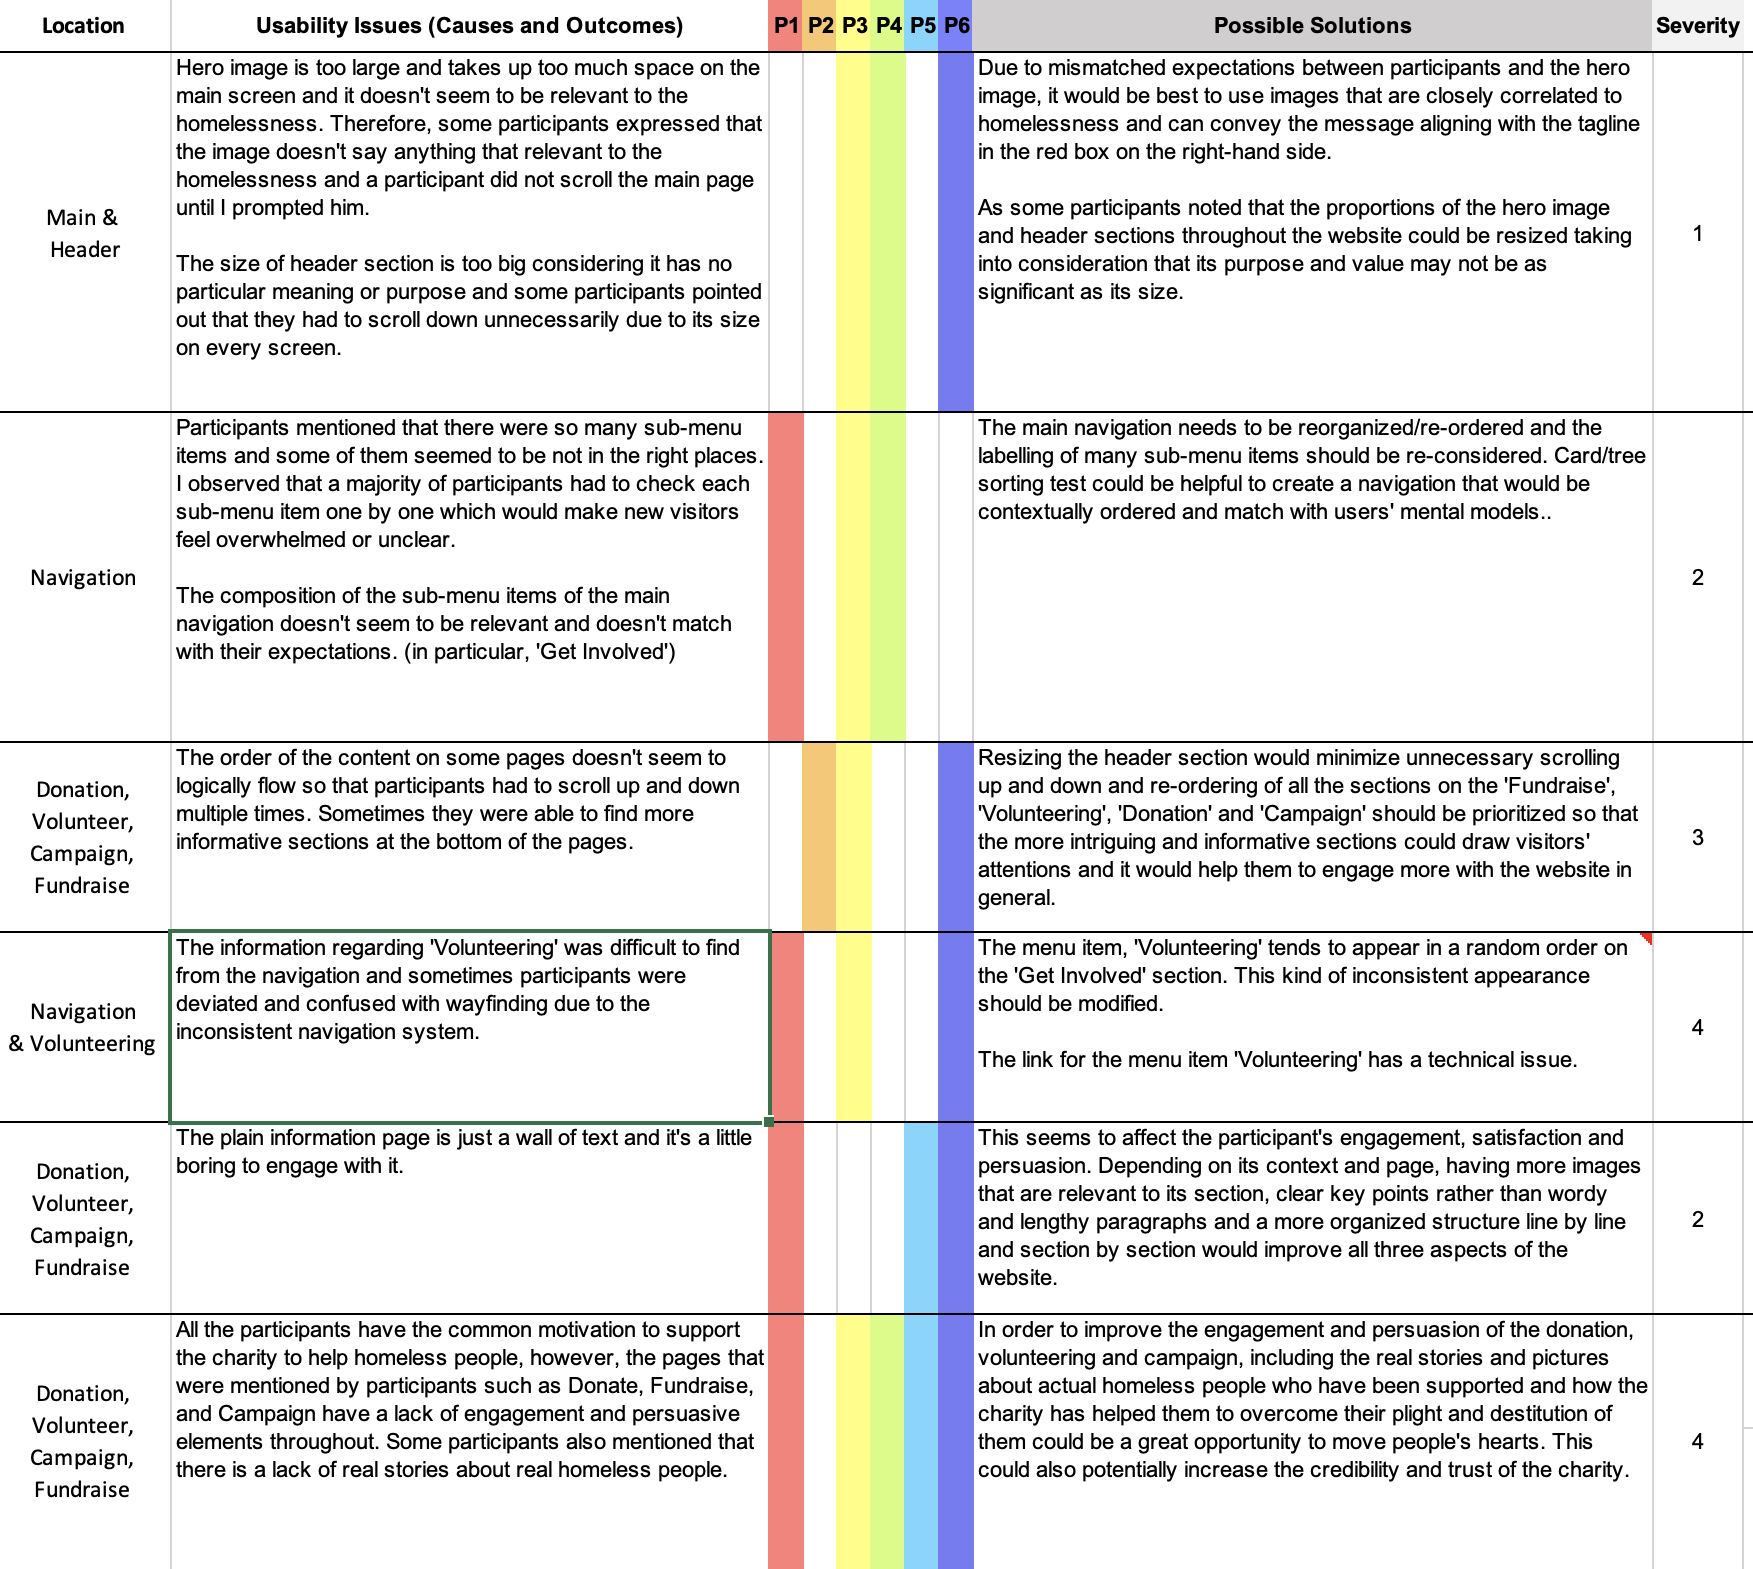 Location
Usability Issues (Causes and Outcomes)
P1
P2
P3
P4
P5
P6
Possible Solutions
Severity
Main &
Header
Hero image is too large and takes up too much space on the
main screen and it doesn't seem to be relevant to the
homelessness. Therefore, some participants expressed that
the image doesn't say anything that relevant to the
homelessness and a participant did not scroll the main page
until I prompted him.
The size of header section is too big considering it has no
particular meaning or purpose and some participants pointed
out that they had to scroll down unnecessarily due to its size
on every screen.
Due to mismatched expectations between participants and the hero
image, it would be best to use images that are closely correlated to
homelessness and can convey the message aligning with the tagline
in the red box on the right-hand side.
As some participants noted that the proportions of the hero image
and header sections throughout the website could be resized taking
into consideration that its purpose and value may not be as
significant as its size.
1
Navigation
Participants mentioned that there were so many sub-menu
items and some of them seemed to be not in the right places.
I observed that a majority of participants had to check each
sub-menu item one by one which would make new visitors
feel overwhelmed or unclear.
The composition of the sub-menu items of the main
navigation doesn't seem to be relevant and doesn't match
with their expectations. (in particular, 'Get Involved')
The main navigation needs to be reorganized/re-ordered and the
labelling of many sub-menu items should be re-considered. Card/tree
sorting test could be helpful to create a navigation that would be
contextually ordered and match with users' mental models..
2
Donation,
Volunteer,
Campaign,
Fundraise
The order of the content on some pages doesn't seem to
logically flow so that participants had to scroll up and down
multiple times. Sometimes they were able to find more
informative sections at the bottom of the pages.
Resizing the header section would minimize unnecessary scrolling
up and down and re-ordering of all the sections on the 'Fundraise',
'Volunteering', 'Donation' and 'Campaign' should be prioritized so that
the more intriguing and informative sections could draw visitors'
attentions and it would help them to engage more with the website in
general.
3
Navigation
& Volunteering
The information regarding 'Volunteering' was difficult to find
from the navigation and sometimes participants were
deviated and confused with wayfinding due to the
inconsistent navigation system.
The menu item, 'Volunteering' tends to appear in a random order on
the 'Get Involved' section. This kind of inconsistent appearance
should be modified.
The link for the menu item 'Volunteering' has a technical issue.
4
Donation,
Volunteer,
Campaign,
Fundraise
The plain information page is just a wall of text and it's a little
boring to engage with it.
This seems to affect the participant's engagement, satisfaction and
persuasion. Depending on its context and page, having more images
that are relevant to its section, clear key points rather than wordy
and lengthy paragraphs and a more organized structure line by line
and section by section would improve all three aspects of the
website.
2
Donation,
Volunteer,
Campaign,
Fundraise
All the participants have the common motivation to support
the charity to help homeless people, however, the pages that
were mentioned by participants such as Donate, Fundraise,
and Campaign have a lack of engagement and persuasive
elements throughout. Some participants also mentioned that
there is a lack of real stories about real homeless people.
In order to improve the engagement and persuasion of the donation,
volunteering and campaign, including the real stories and pictures
about actual homeless people who have been supported and how the
charity has helped them to overcome their plight and destitution of
them could be a great opportunity to move people's hearts. This
could also potentially increase the credibility and trust of the charity.
4